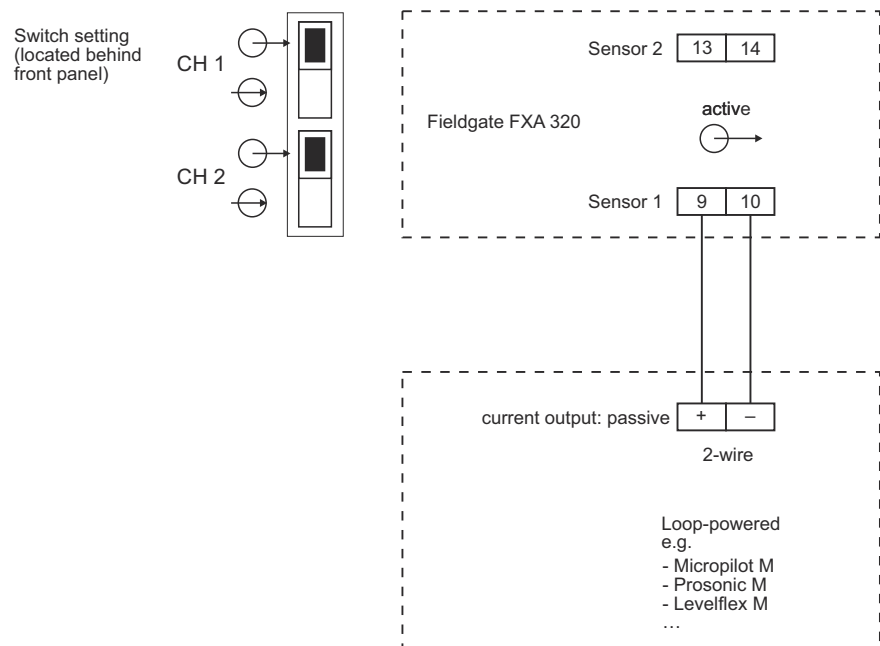 Switch setting
(located behind
front panel)
CH 1
CH 2
Sensor 2 13 14
Fieldgate FXA 320
active
Sensor 1 9 10
current output: passive + –
2-wire
Loop-powered
e.g.
- Micropilot M
- Prosonic M
- Levelflex M
...